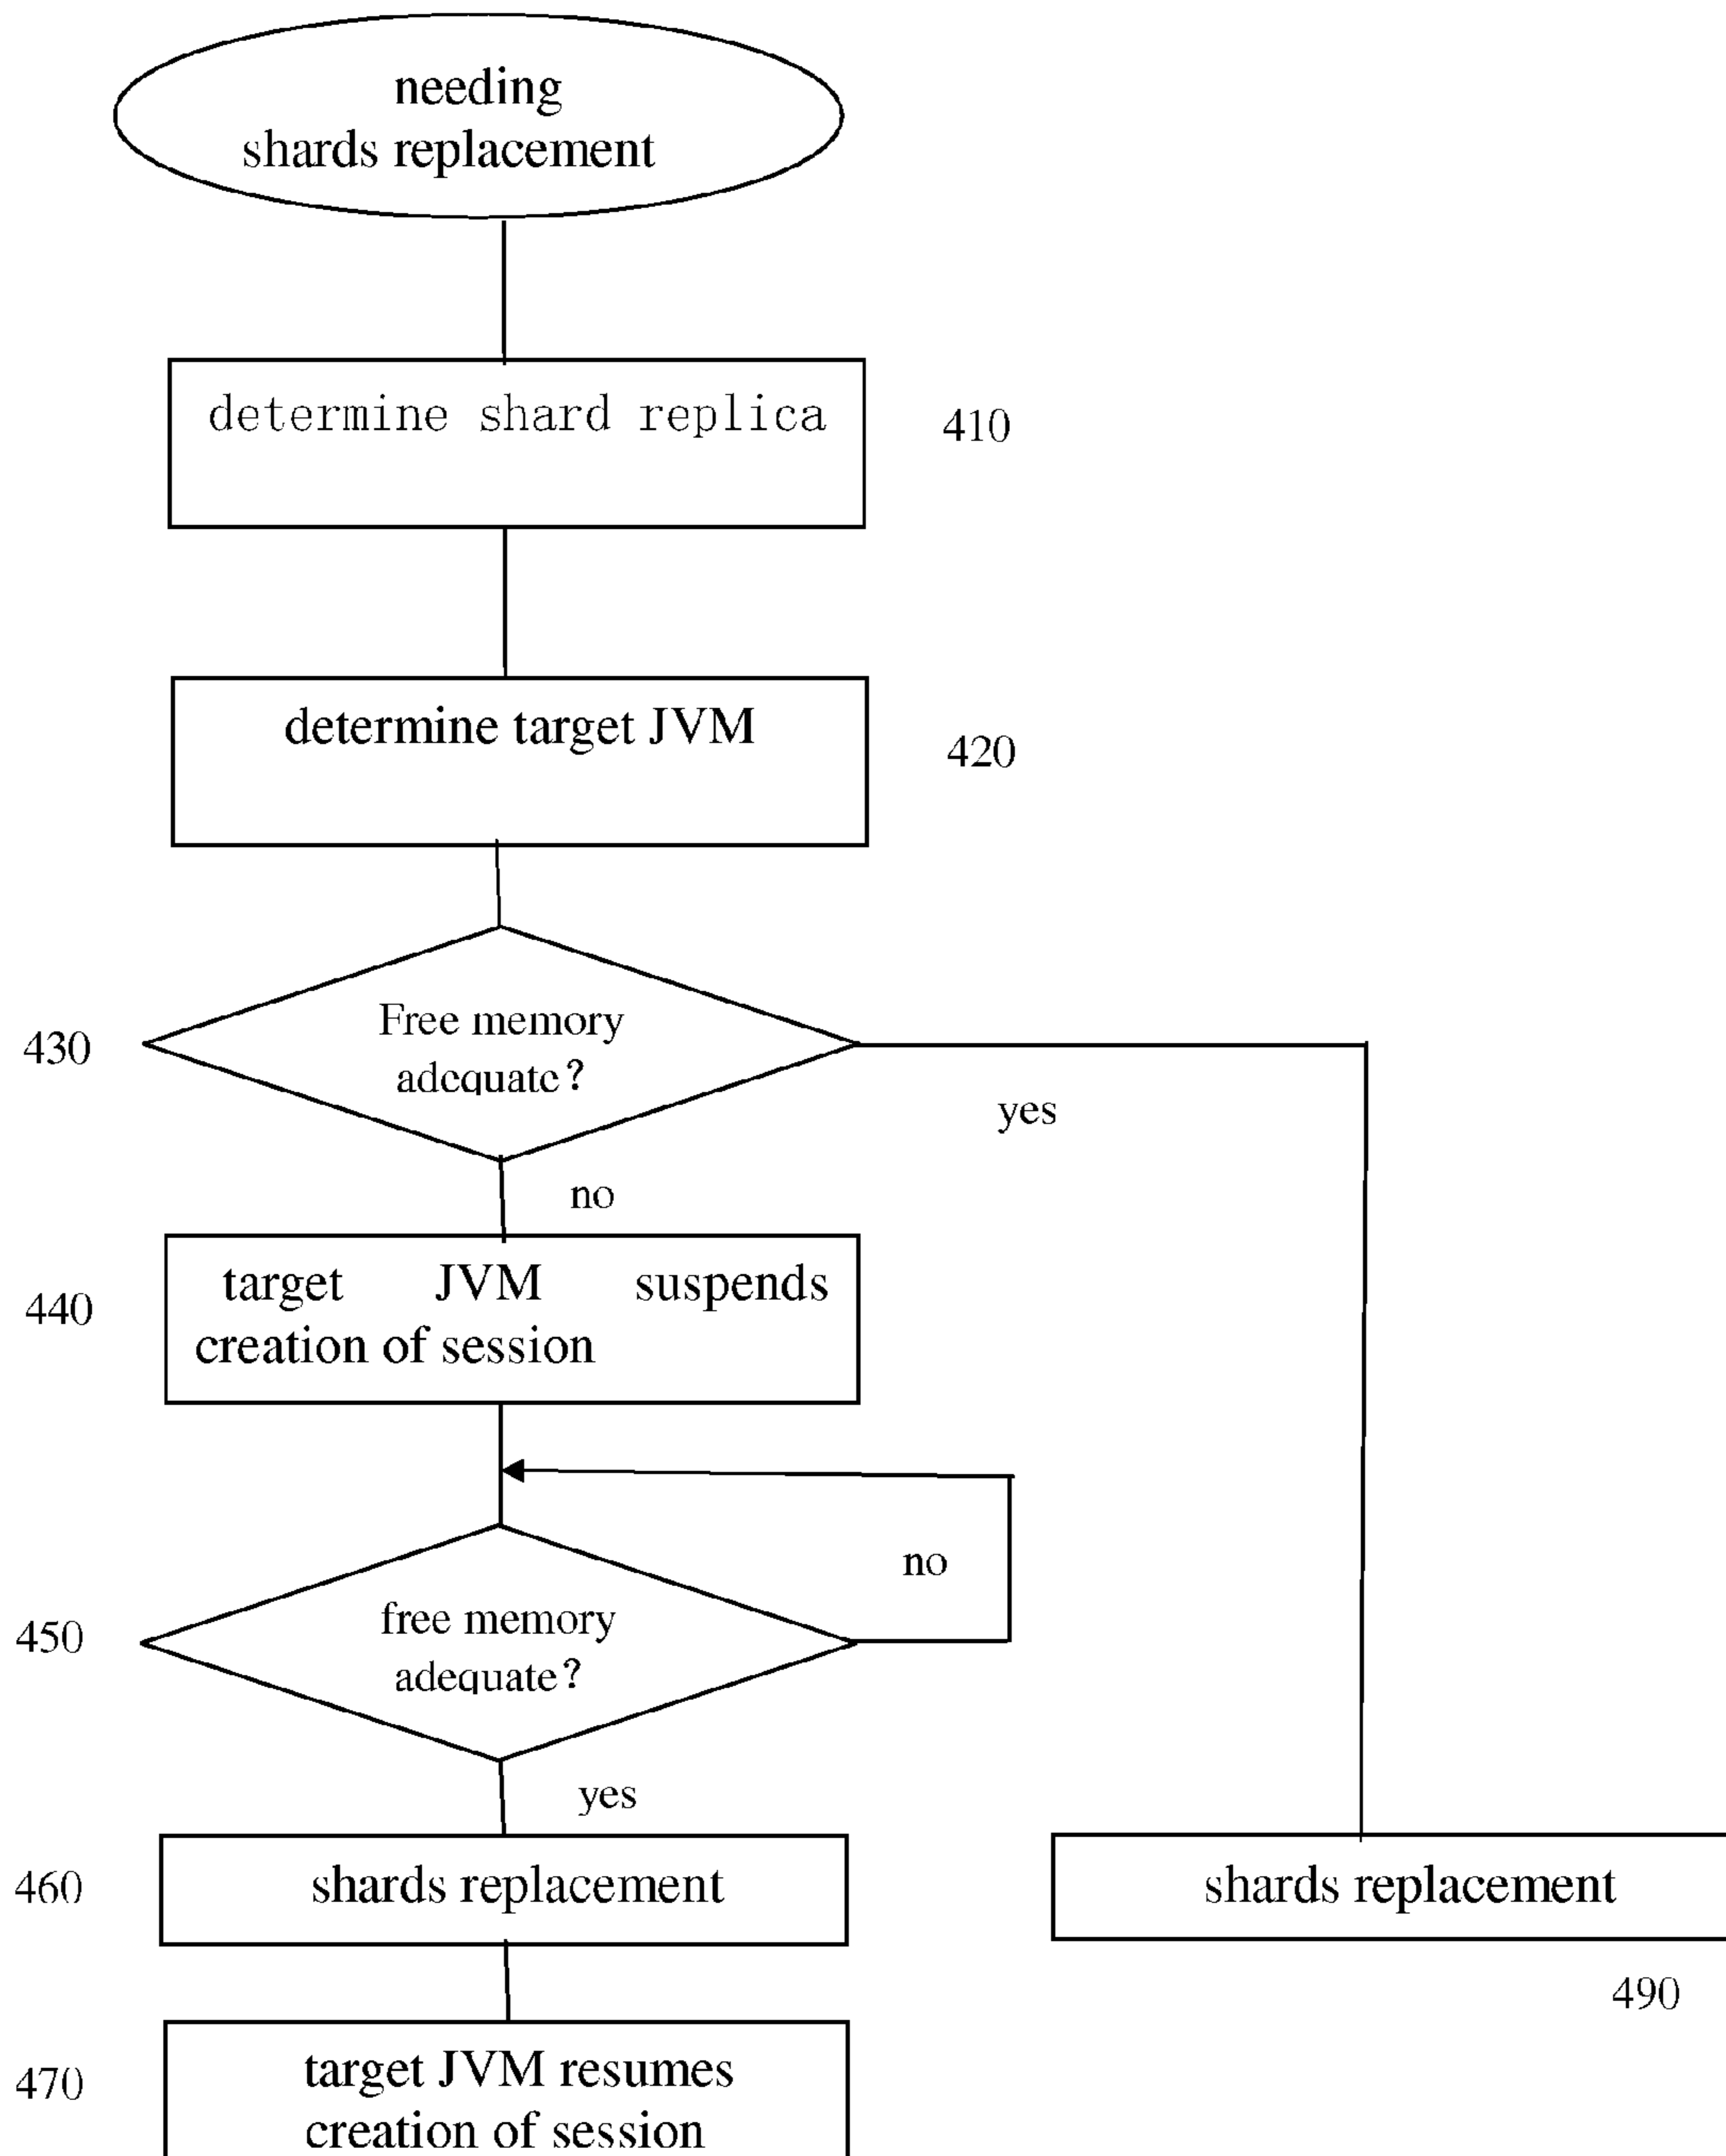 needing
shards replacement
determine shard replica
410
determine target JVM
420
430
Free memory
adequate?
yes
no
440
target JVM suspends
creation of session
no
450
free memory
adequate?
yes
460
shards replacement
shards replacement
490
470
target JVM resumes
creation of session